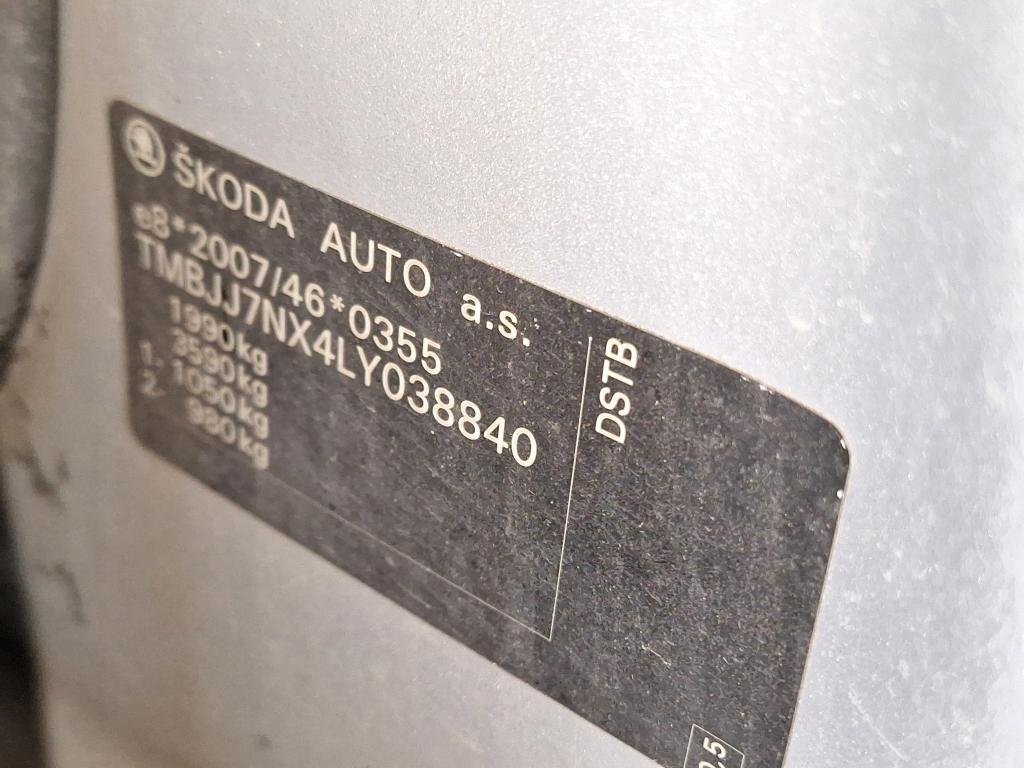 ŠKODA AUTO a.s.
e8*2007/46*0355
TMBJJ7NX4LY038840
1990kg
3590kg
1. 1050kg
2. 980kg
DSTB